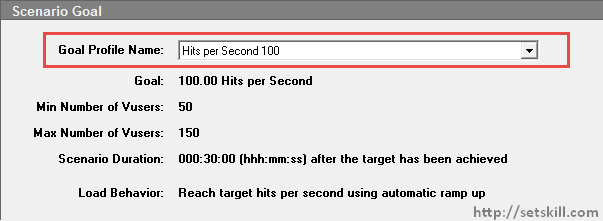 Scenario Goal
Goal Profile Name: Hits per Second 100
Goal: 100.00 Hits per Second
Min Number of Vusers: 50
Max Number of Vusers: 150
Scenario Duration: 000:30:00 (hhh:mm:ss) after the target has been achieved
Load Behavior: Reach target hits per second using automatic ramp up
http://setskill.com